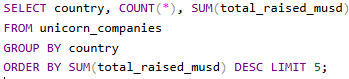 SELECT country, COUNT(*), SUM(total_raised_musd)
FROM unicorn_companies
GROUP BY country
ORDER BY SUM(total_raised_musd) DESC LIMIT 5;